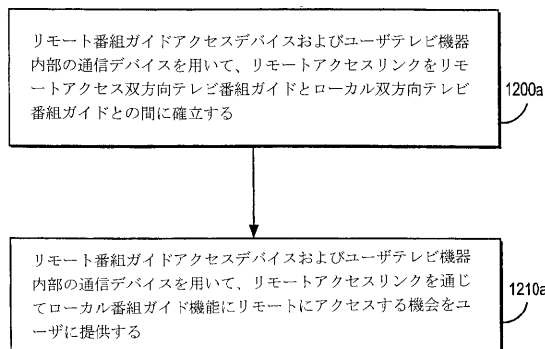 リモート番組ガイドアクセスデバイスおよびユーザテレビ機器
内部の通信デバイスを用いて、リモートアクセスリンクをリモ
ートアクセス双方向テレビ番組ガイドとローカル双方向テレビ
番組ガイドとの間に確立する
1200a
リモート番組ガイドアクセスデバイスおよびユーザテレビ機器
内部の通信デバイスを用いて、リモートアクセスリンクを通じ
てローカル番組ガイド機能にリモートにアクセスする機会をユ
ーザに提供する
1210a